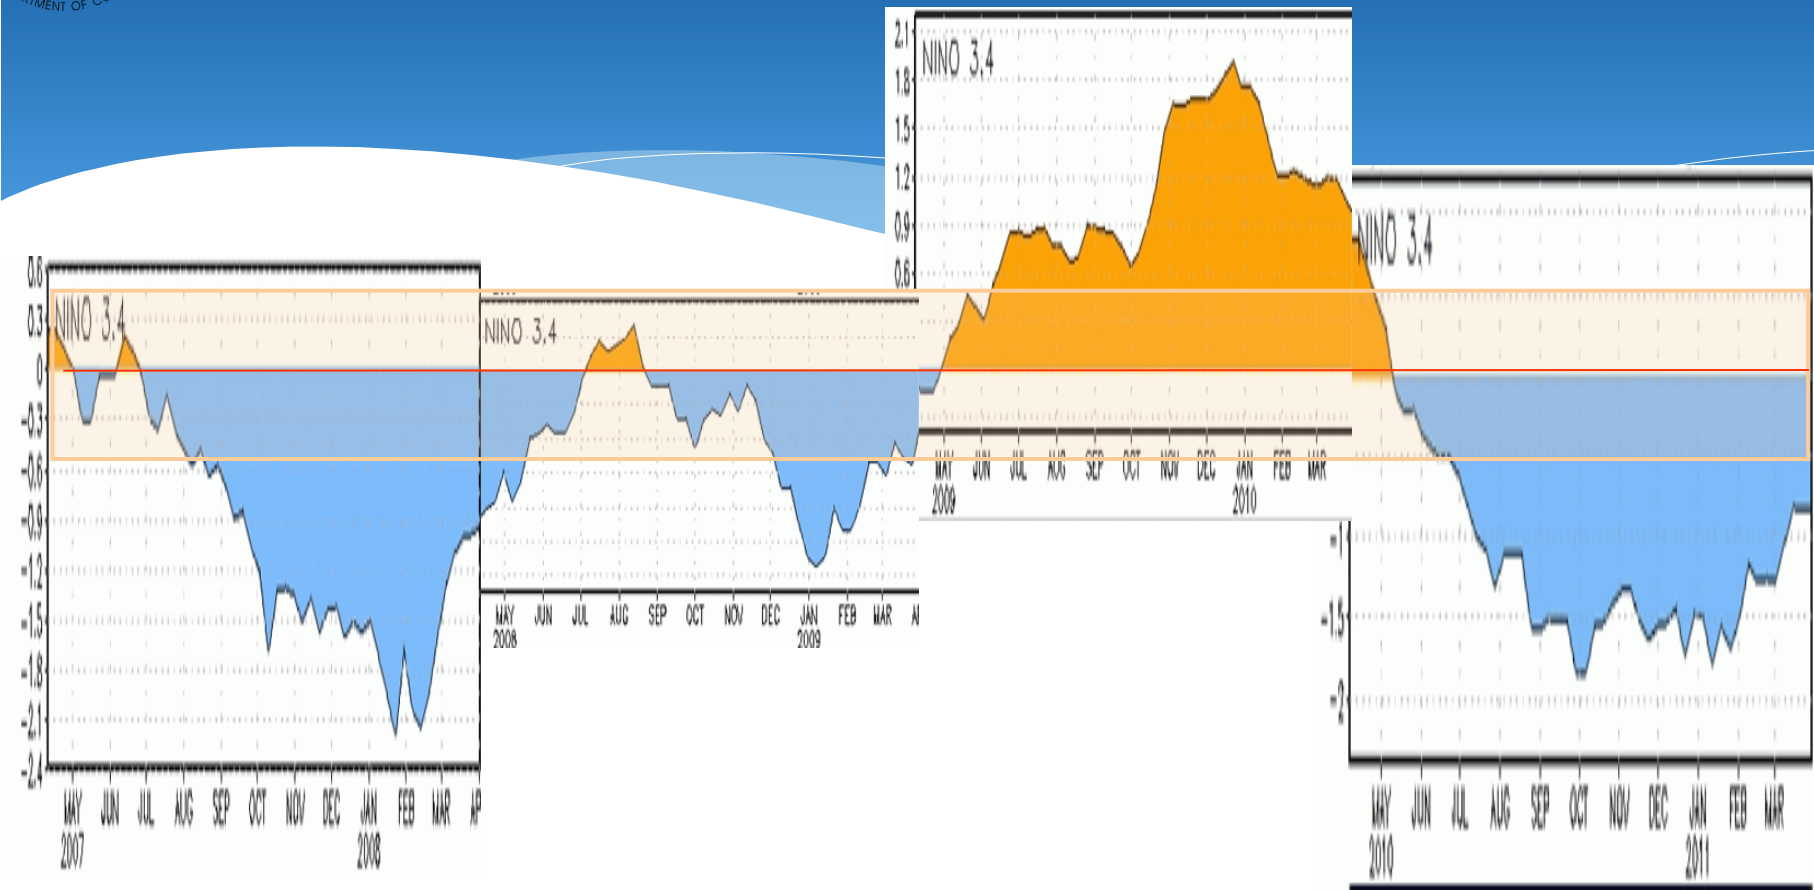 RTMENT OF CO
NINO 3.4
0.6
0.3
0
-0.3
-0.6
-0.9
-1.2
-1.5
-1.8
-2.1
-2.4
MAY JUN JUL AUG SEP OCT NOV DEC JAN FEB MAR AP
2007 2008
NINO 3.4
MAY JUN JUL AUG SEP OCT NOV DEC JAN FEB MAR A
2008 2009
NINO 3.4
2.1
1.8
1.5
1.2
0.9
0.6
MAY JUN JUL AUG SEP OCT NOV DEC JAN FEB MAR
2009 2010
NINO 3.4
-1
-1.5
-2
MAY JUN JUL AUG SEP OCT NOV DEC JAN FEB MAR
2010 2011